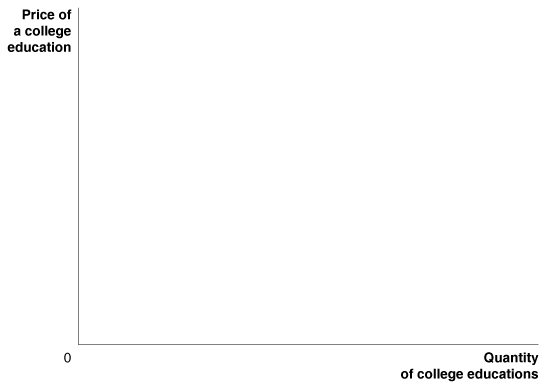 Price of
a college
education
0
Quantity
of college educations